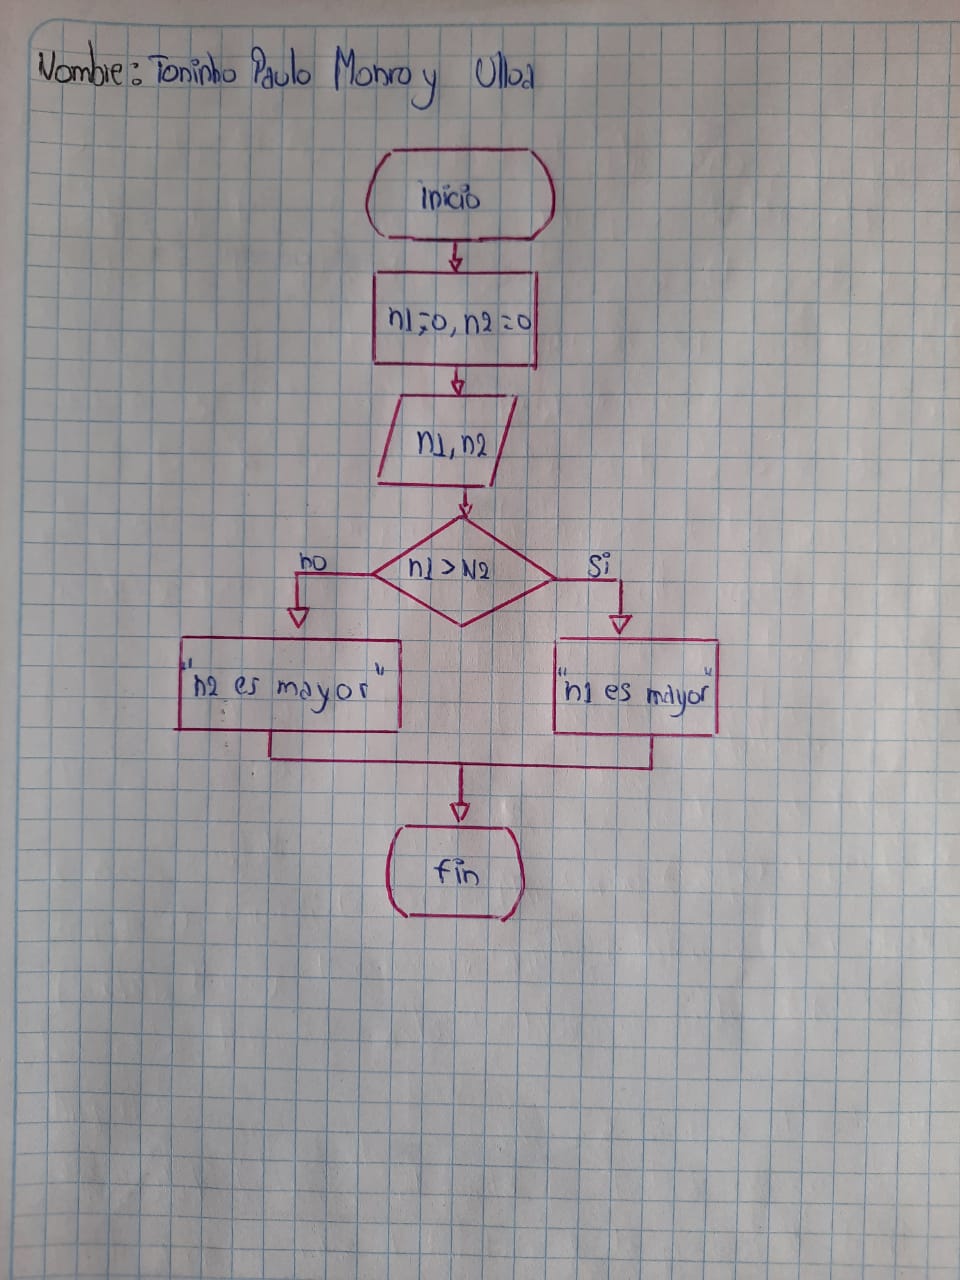 Nombre: Toninho Paulo Monroy Ulloa
inicio
n1=0, n2=0
n1, n2
n1 > N2
no
Si
"n2 es mayor"
"n1 es mayor"
fin